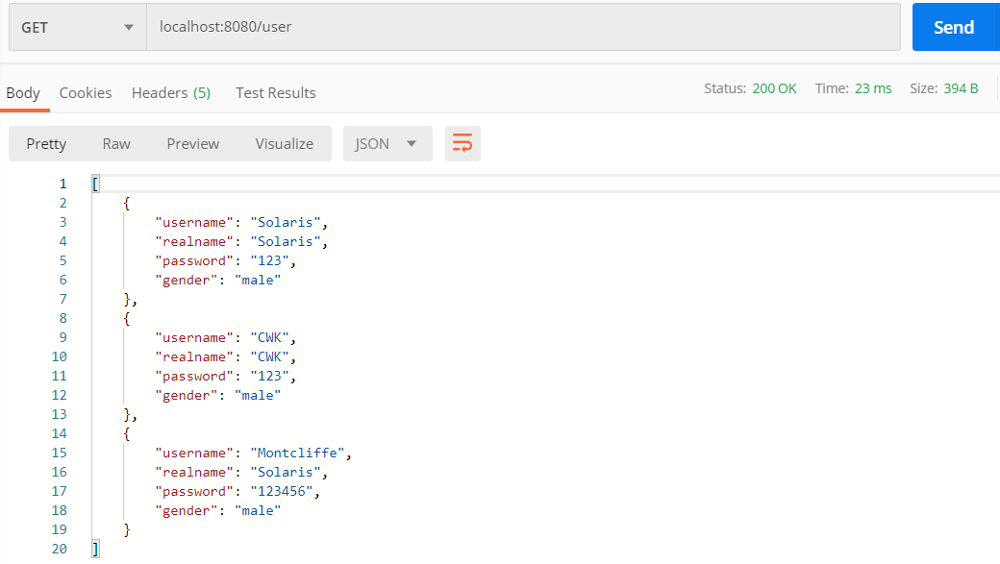 GET localhost:8080/user Send
Body Cookies Headers (5) Test Results Status: 200 OK Time: 23 ms Size: 394 B
Pretty Raw Preview Visualize JSON
1 [
2 {
3 "username": "Solaris",
4 "realname": "Solaris",
5 "password": "123",
6 "gender": "male"
7 },
8 {
9 "username": "CWK",
10 "realname": "CWK",
11 "password": "123",
12 "gender": "male"
13 },
14 {
15 "username": "Montcliffe",
16 "realname": "Solaris",
17 "password": "123456",
18 "gender": "male"
19 }
20 ]